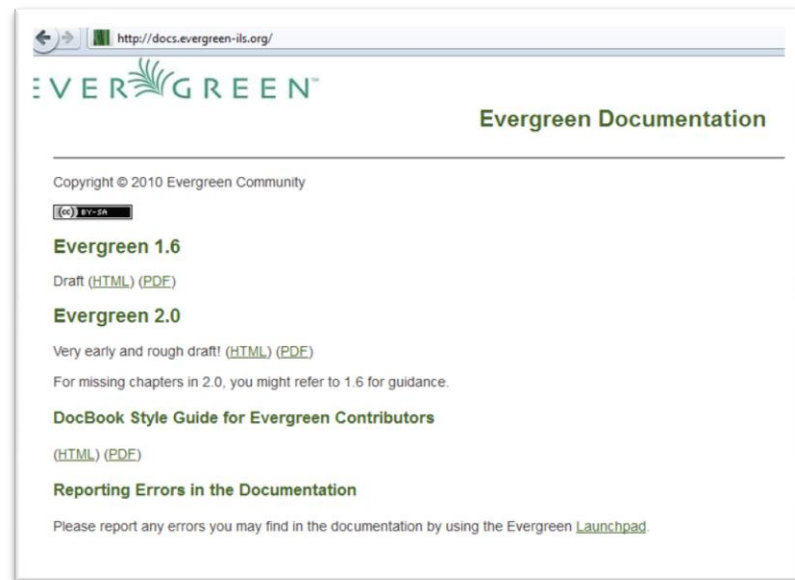 http://docs.evergreen-ils.org/
EVERGREEN™
Evergreen Documentation
Copyright © 2010 Evergreen Community
(cc) BY-SA
Evergreen 1.6
Draft (HTML) (PDF)
Evergreen 2.0
Very early and rough draft! (HTML) (PDF)
For missing chapters in 2.0, you might refer to 1.6 for guidance.
DocBook Style Guide for Evergreen Contributors
(HTML) (PDF)
Reporting Errors in the Documentation
Please report any errors you may find in the documentation by using the Evergreen Launchpad.